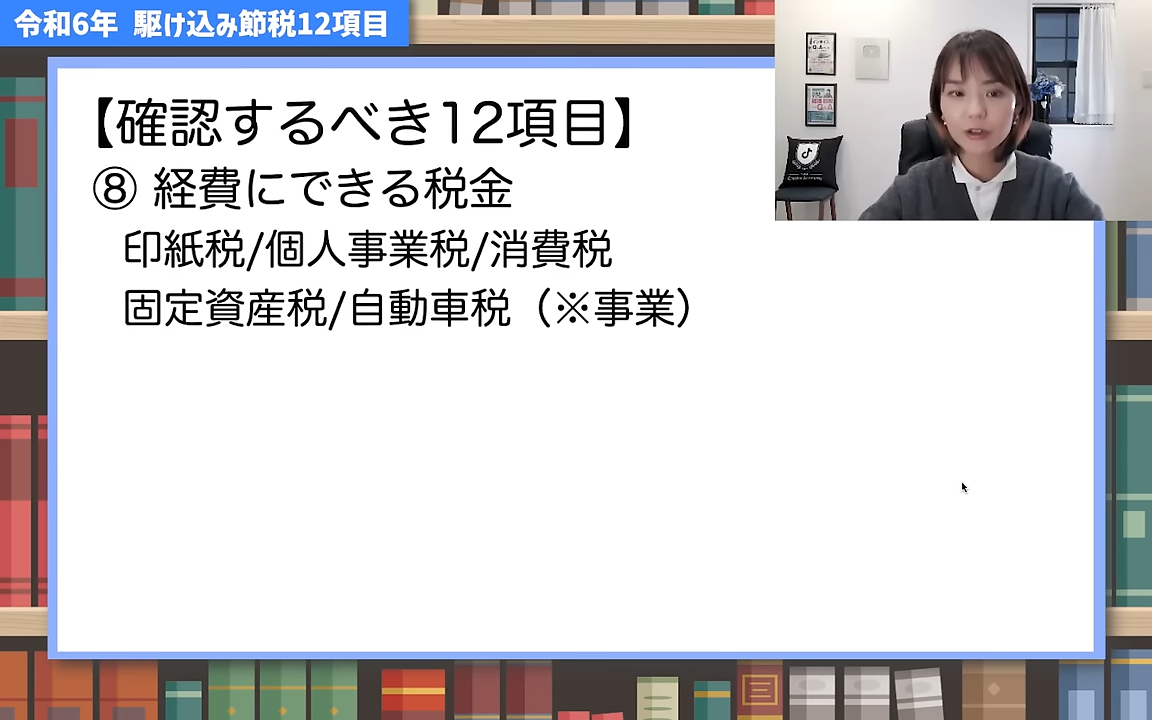 令和6年 駆け込み節税12項目
【確認するべき12項目】
⑧ 経費にできる税金
印紙税/個人事業税/消費税
固定資産税/自動車税（※事業）